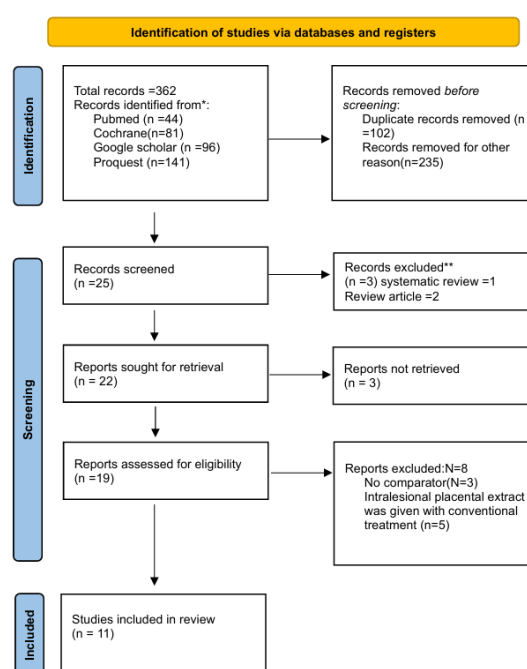 Identification of studies via databases and registers
Identification
Total records =362
Records identified from*:
Pubmed (n =44)
Cochrane(n=81)
Google scholar (n =96)
Proquest (n=141)
Records removed before
screening:
Duplicate records removed (n
=102)
Records removed for other
reason(n=235)
Screening
Records screened
(n =25)
Records excluded**
(n =3) systematic review =1
Review article =2
Reports sought for retrieval
(n = 22)
Reports not retrieved
(n = 3)
Reports assessed for eligibility
(n =19)
Reports excluded:N=8
No comparator(N=3)
Intralesional placental extract
was given with conventional
treatment (n=5)
Included
Studies included in review
(n = 11)